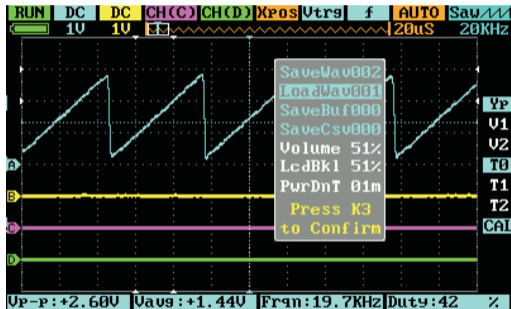 RUN DC DC CH(C) CH(D) Xpos Vtrg f AUTO Saw
1V 1V 20uS 20KHz
SaveWav002
LoadWav001
SaveBuf000
SaveCsv000
Volume 51%
LcdBkl 51%
PwrDnT 01m
Press K3
to Confirm
Yp
V1
V2
T0
T1
T2
CAL
A
B
C
D
Vp-p:+2.60V Vavg:+1.44V Frqn:19.7KHz Duty:42 %